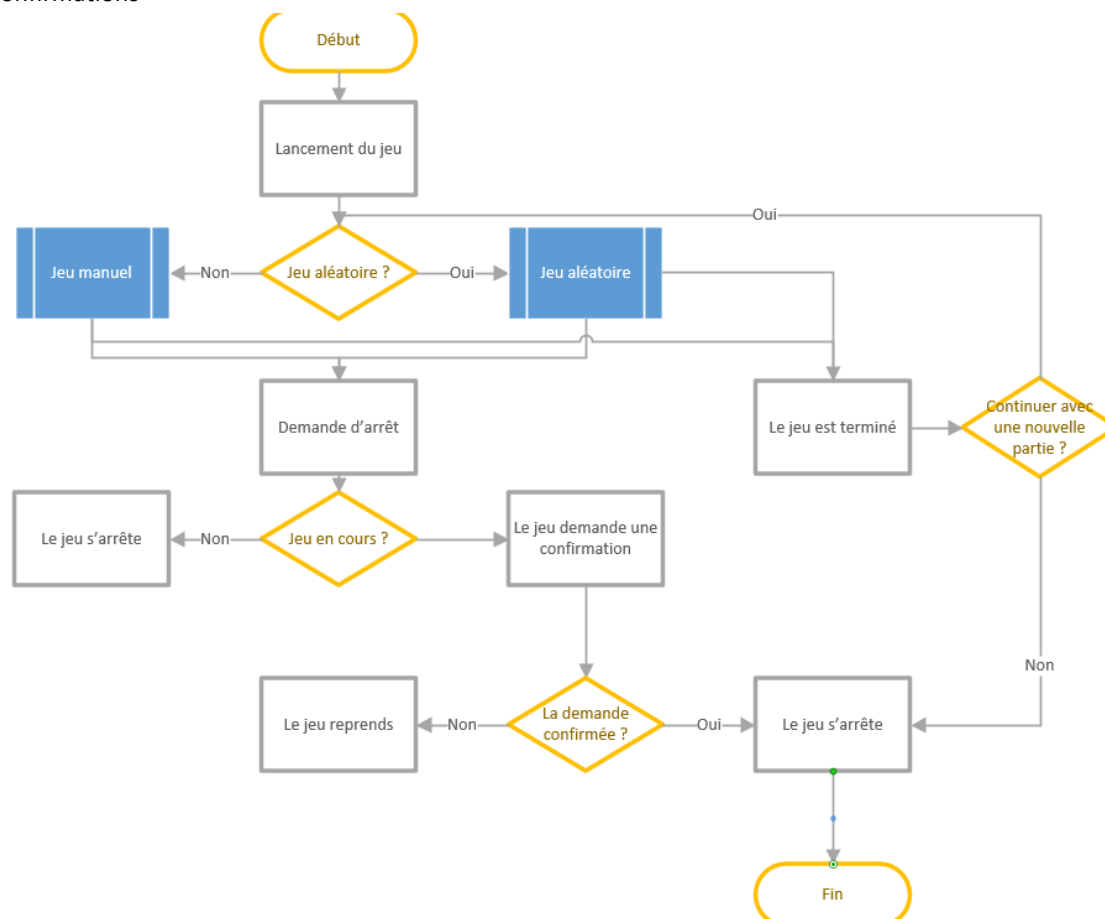 Début
Lancement du jeu
Oui
Jeu manuel
Non
Jeu aléatoire ?
Oui
Jeu aléatoire
Demande d'arrêt
Le jeu est terminé
Continuer avec
une nouvelle
partie ?
Le jeu s'arrête
Non
Jeu en cours ?
Le jeu demande une
confirmation
Non
Le jeu reprends
Non
La demande
confirmée ?
Oui
Le jeu s'arrête
Fin